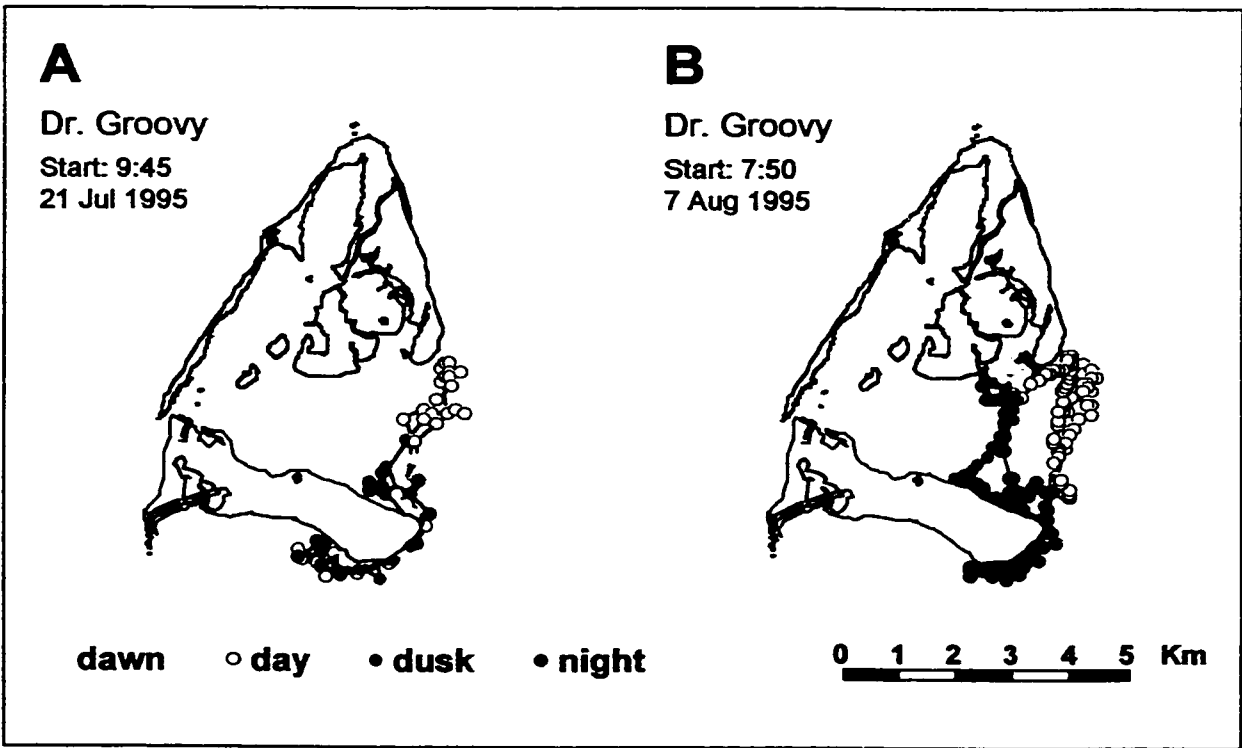 A
Dr. Groovy
Start: 9:45
21 Jul 1995
B
Dr. Groovy
Start: 7:50
7 Aug 1995
dawn day dusk night
0 1 2 3 4 5 Km